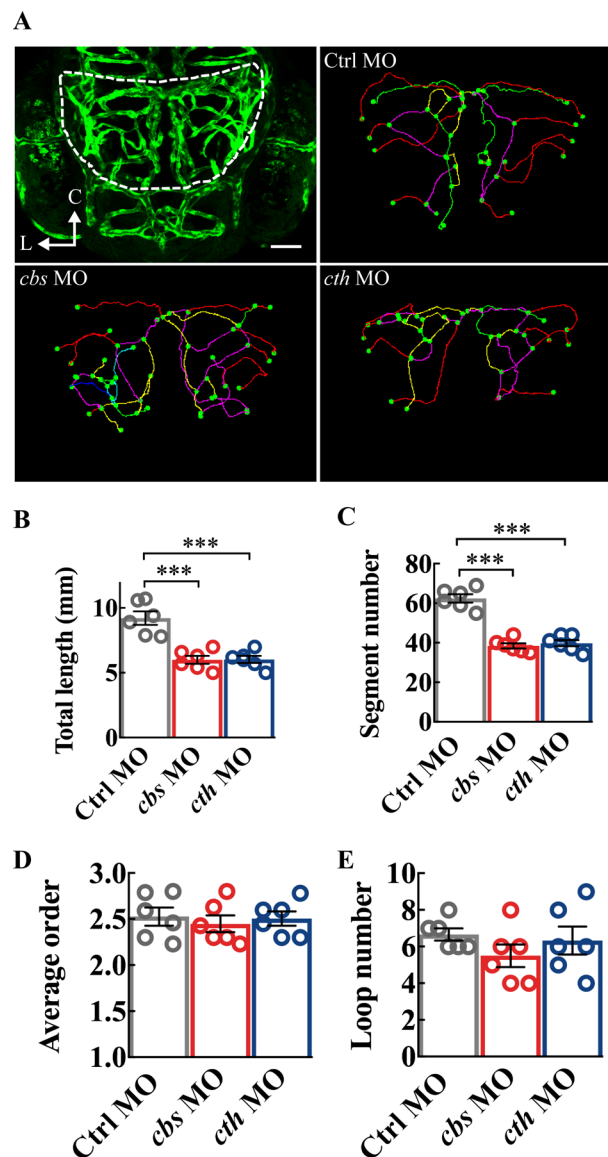 A
Ctrl MO
C
L
cbs MO
cth MO
B
***
***
Total length (mm)
10
5
0
Ctrl MO
cbs MO
cth MO
C
***
***
Segment number
80
60
40
20
0
Ctrl MO
cbs MO
cth MO
D
Average order
3.0
2.5
2.0
1.5
1.0
Ctrl MO
cbs MO
cth MO
E
Loop number
10
8
6
4
2
0
Ctrl MO
cbs MO
cth MO